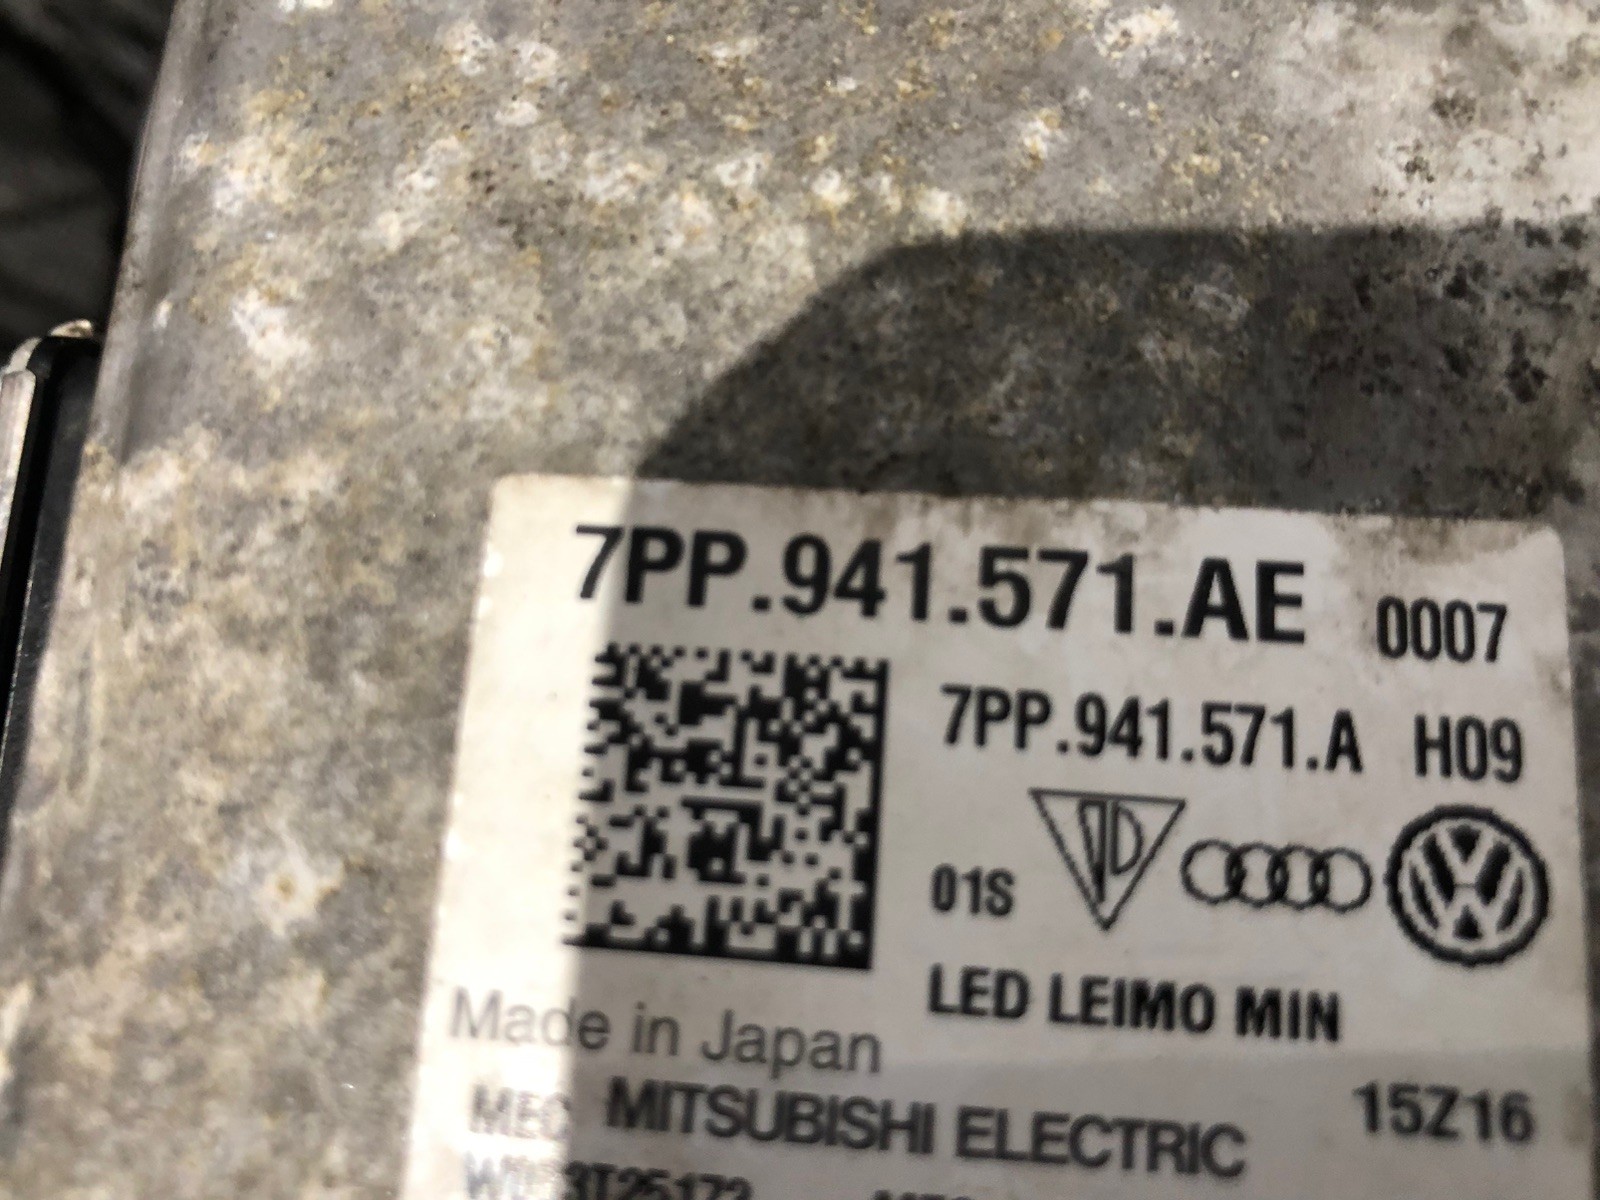 7PP.941.571.AE 0007
7PP.941.571.A H09
01S
LED LEIMO MIN
Made in Japan
15Z16
MITSUBISHI ELECTRIC